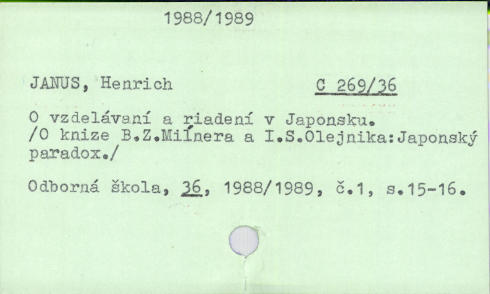 1988/1989
JANUS, Henrich C 269/36
O vzdelávaní a riadení v Japonsku.
/O knize B.Z.Milnera a I.S.Olejnika:Japonský
paradox./
Odborná škola, 36, 1988/1989, č.1, s.15-16.